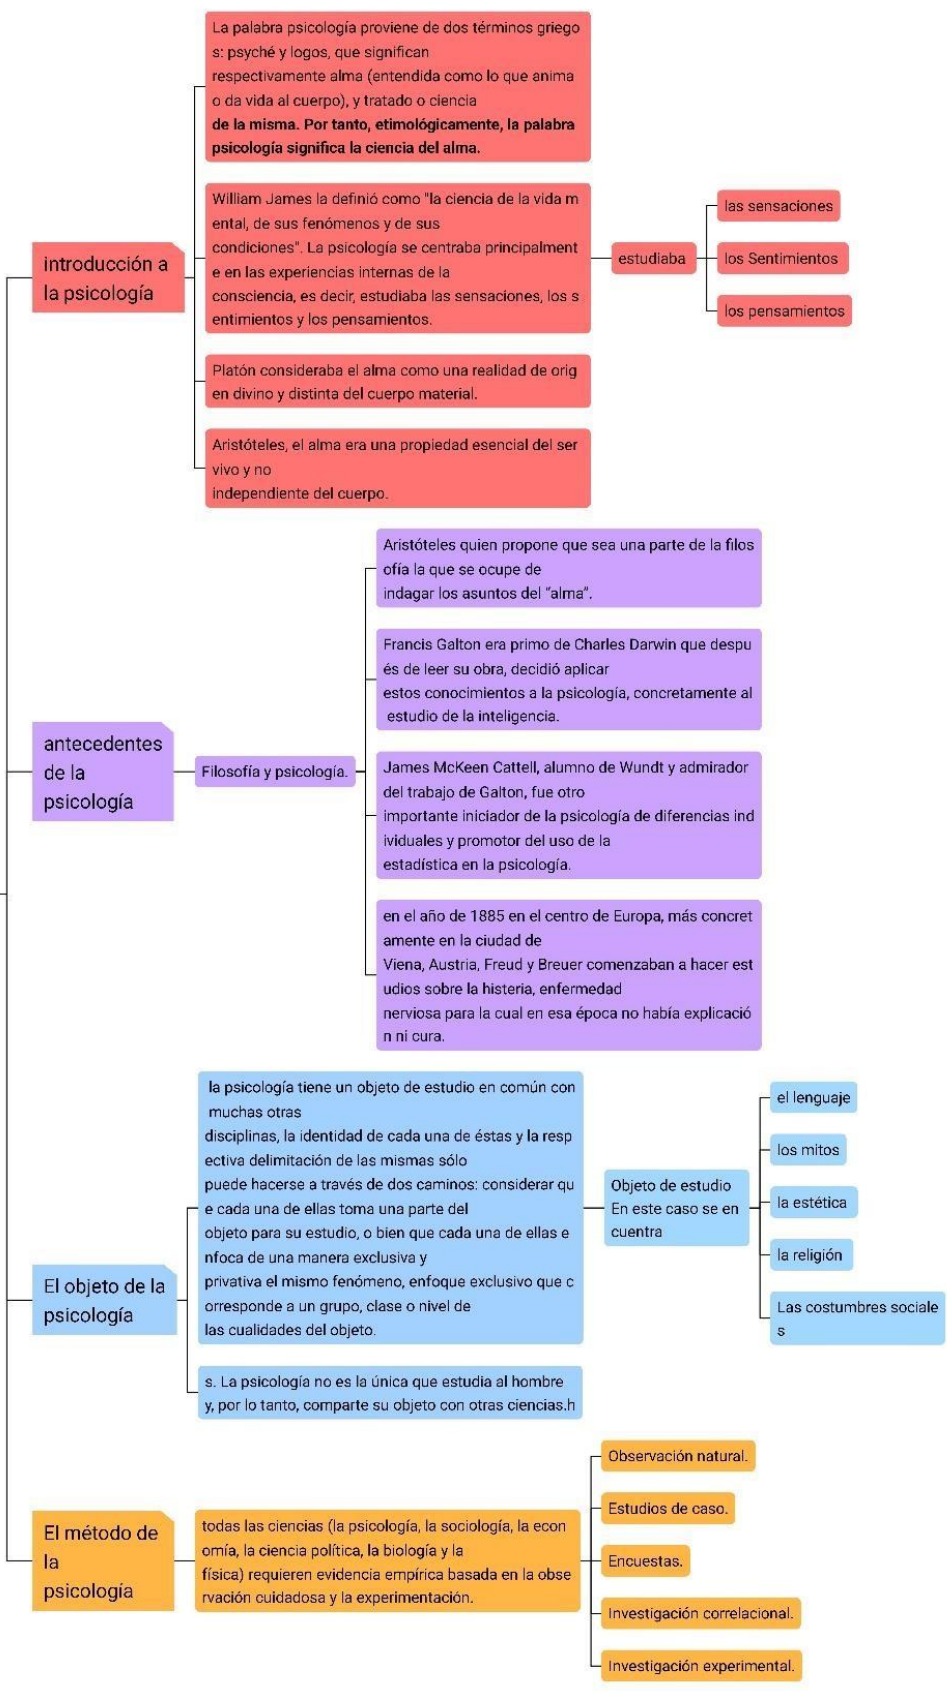 introducción a
la psicología
La palabra psicología proviene de dos términos griego
s: psyché y logos, que significan
respectivamente alma (entendida como lo que anima
o da vida al cuerpo), y tratado o ciencia
de la misma. Por tanto, etimológicamente, la palabra
psicología significa la ciencia del alma.
William James la definió como "la ciencia de la vida m
ental, de sus fenómenos y de sus
condiciones". La psicología se centraba principalment
e en las experiencias internas de la
consciencia, es decir, estudiaba las sensaciones, los s
entimientos y los pensamientos.
estudiaba
las sensaciones
los Sentimientos
los pensamientos
Platón consideraba el alma como una realidad de orig
en divino y distinta del cuerpo material.
Aristóteles, el alma era una propiedad esencial del ser
vivo y no
independiente del cuerpo.
antecedentes
de la
psicología
Filosofía y psicología.
Aristóteles quien propone que sea una parte de la filos
ofía la que se ocupe de
indagar los asuntos del “alma”.
Francis Galton era primo de Charles Darwin que despu
és de leer su obra, decidió aplicar
estos conocimientos a la psicología, concretamente al
estudio de la inteligencia.
James McKeen Cattell, alumno de Wundt y admirador
del trabajo de Galton, fue otro
importante iniciador de la psicología de diferencias ind
ividuales y promotor del uso de la
estadística en la psicología.
en el año de 1885 en el centro de Europa, más concret
amente en la ciudad de
Viena, Austria, Freud y Breuer comenzaban a hacer est
udios sobre la histeria, enfermedad
nerviosa para la cual en esa época no había explicació
n ni cura.
El objeto de la
psicología
la psicología tiene un objeto de estudio en común con
muchas otras
disciplinas, la identidad de cada una de éstas y la resp
ectiva delimitación de las mismas sólo
puede hacerse a través de dos caminos: considerar qu
e cada una de ellas toma una parte del
objeto para su estudio, o bien que cada una de ellas e
nfoca de una manera exclusiva y
privativa el mismo fenómeno, enfoque exclusivo que c
orresponde a un grupo, clase o nivel de
las cualidades del objeto.
Objeto de estudio
En este caso se en
cuentra
el lenguaje
los mitos
la estética
la religión
Las costumbres sociale
s
s. La psicología no es la única que estudia al hombre
y, por lo tanto, comparte su objeto con otras ciencias.h
El método de
la
psicología
todas las ciencias (la psicología, la sociología, la econ
omía, la ciencia política, la biología y la
física) requieren evidencia empírica basada en la obse
rvación cuidadosa y la experimentación.
Observación natural.
Estudios de caso.
Encuestas.
Investigación correlacional.
Investigación experimental.